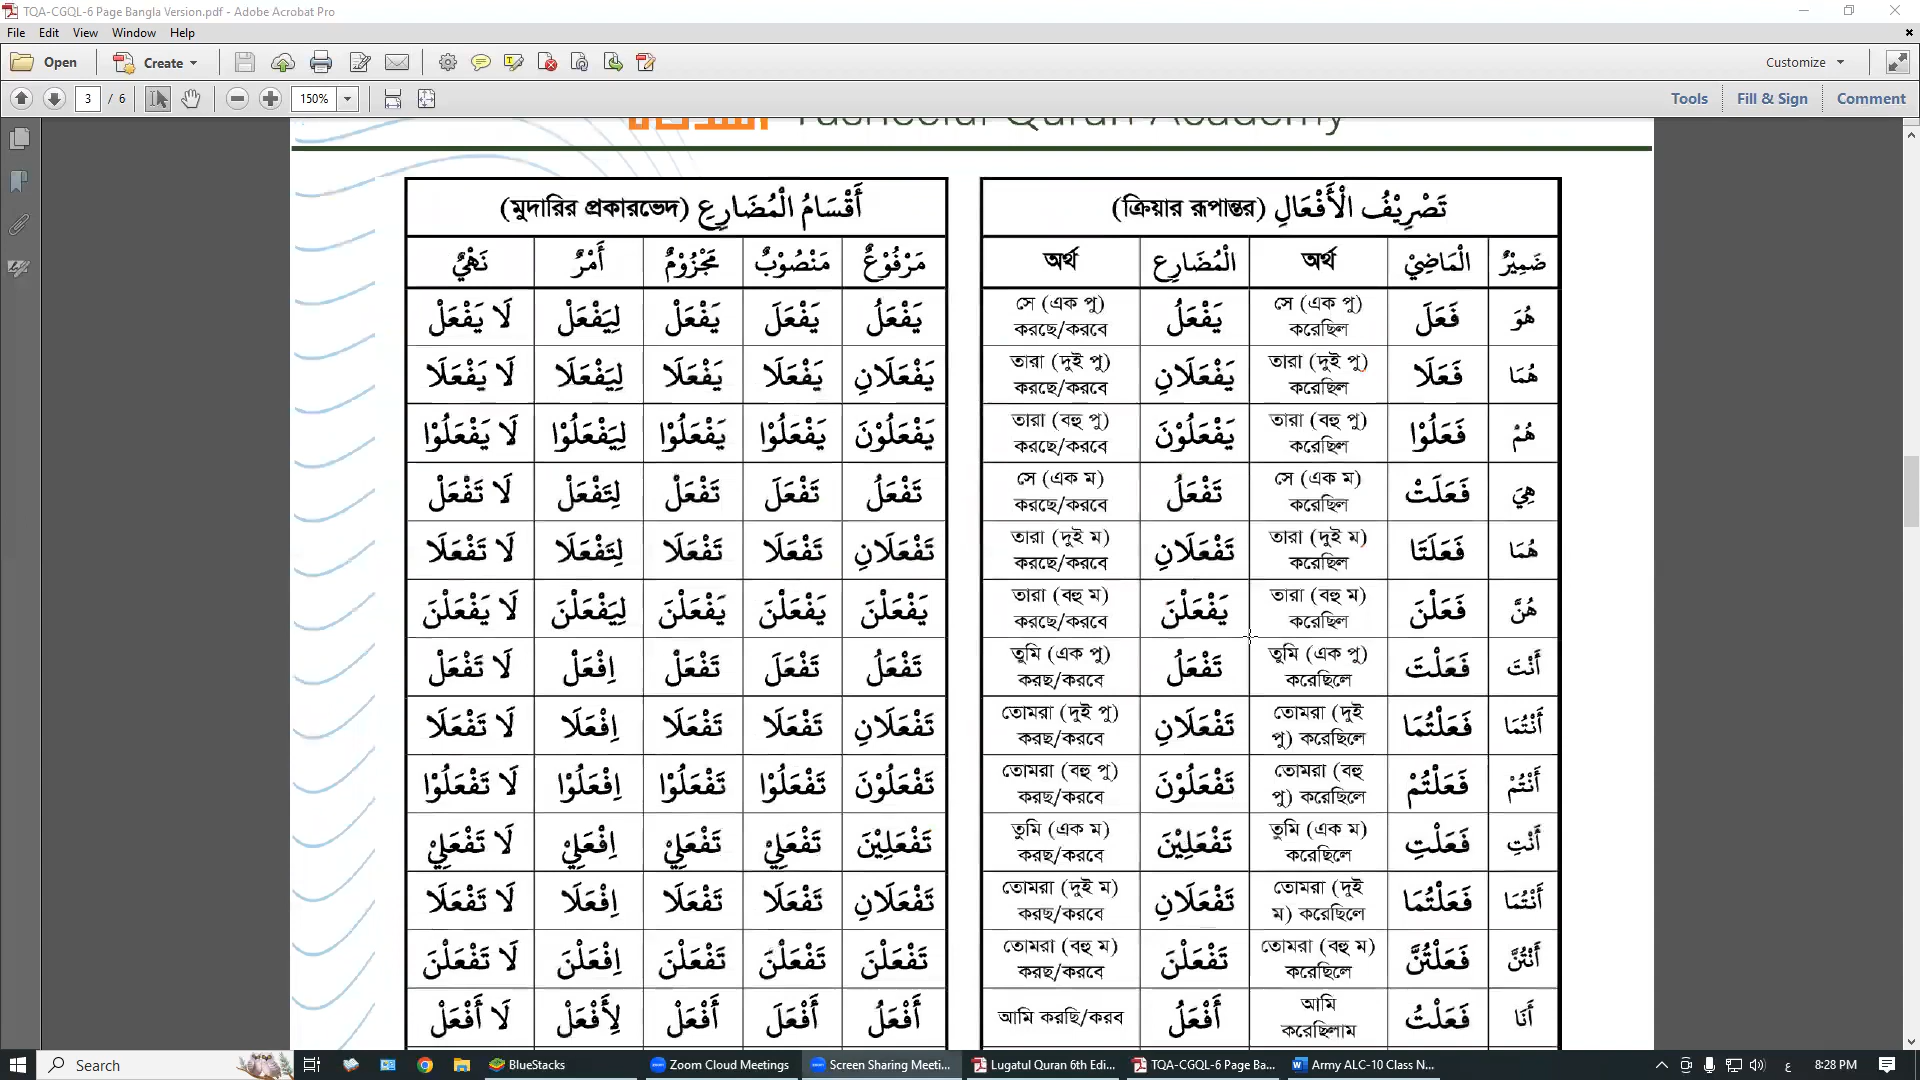 TQA-CGQL-6 Page Bangla Version.pdf - Adobe Acrobat Pro
File Edit View Window Help
Open Create Customize
3 / 6 150% Tools Fill & Sign Comment
Tasheelul Quran Academy
تَصْرِيْفُ الْأَفْعَالِ (ক্রিয়ার রূপান্তর)
ضَمِيْرٌ الْمَاضِيْ অর্থ الْمُضَارِع অর্থ
هُوَ فَعَلَ সে (এক পু) করেছিল يَفْعَلُ সে (এক পু) করছে/করবে
هُمَا فَعَلَا তারা (দুই পু) করেছিল يَفْعَلَانِ তারা (দুই পু) করছে/করবে
هُمْ فَعَلُوْا তারা (বহু পু) করেছিল يَفْعَلُوْنَ তারা (বহু পু) করছে/করবে
هِيَ فَعَلَتْ সে (এক ম) করেছিল تَفْعَلُ সে (এক ম) করছে/করবে
هُمَا فَعَلَتَا তারা (দুই ম) করেছিল تَفْعَلَانِ তারা (দুই ম) করছে/করবে
هُنَّ فَعَلْنَ তারা (বহু ম) করেছিল يَفْعَلْنَ তারা (বহু ম) করছে/করবে
أَنْتَ فَعَلْتَ তুমি (এক পু) করেছিলে تَفْعَلُ তুমি (এক পু) করছ/করবে
أَنْتُمَا فَعَلْتُمَا তোমরা (দুই পু) করেছিলে تَفْعَلَانِ তোমরা (দুই পু) করছ/করবে
أَنْتُمْ فَعَلْتُمْ তোমরা (বহু পু) করেছিলে تَفْعَلُوْنَ তোমরা (বহু পু) করছ/করবে
أَنْتِ فَعَلْتِ তুমি (এক ম) করেছিলে تَفْعَلِيْنَ তুমি (এক ম) করছ/করবে
أَنْتُمَا فَعَلْتُمَا তোমরা (দুই ম) করেছিলে تَفْعَلَانِ তোমরা (দুই ম) করছ/করবে
أَنْتُنَّ فَعَلْتُنَّ তোমরা (বহু ম) করেছিলে تَفْعَلْنَ তোমরা (বহু ম) করছ/করবে
أَنَا فَعَلْتُ আমি করেছিলাম أَفْعَلُ আমি করছি/করব
أَقْسَامُ الْمُضَارِعِ (মুদারির প্রকারভেদ)
مَرْفُوْعٌ مَنْصُوْبٌ مَجْزُوْمٌ أَمْرٌ نَهْيٌ
يَفْعَلُ يَفْعَلَ يَفْعَلْ لِيَفْعَلْ لَا يَفْعَلْ
يَفْعَلَانِ يَفْعَلَا يَفْعَلَا لِيَفْعَلَا لَا يَفْعَلَا
يَفْعَلُوْنَ يَفْعَلُوْا يَفْعَلُوْا لِيَفْعَلُوْا لَا يَفْعَلُوْا
تَفْعَلُ تَفْعَلَ تَفْعَلْ لِتَفْعَلْ لَا تَفْعَلْ
تَفْعَلَانِ تَفْعَلَا تَفْعَلَا لِتَفْعَلَا لَا تَفْعَلَا
يَفْعَلْنَ يَفْعَلْنَ يَفْعَلْنَ لِيَفْعَلْنَ لَا يَفْعَلْنَ
تَفْعَلُ تَفْعَلَ تَفْعَلْ اِفْعَلْ لَا تَفْعَلْ
تَفْعَلَانِ تَفْعَلَا تَفْعَلَا اِفْعَلَا لَا تَفْعَلَا
تَفْعَلُوْنَ تَفْعَلُوْا تَفْعَلُوْا اِفْعَلُوْا لَا تَفْعَلُوْا
تَفْعَلِيْنَ تَفْعَلِيْ تَفْعَلِيْ اِفْعَلِيْ لَا تَفْعَلِيْ
تَفْعَلَانِ تَفْعَلَا تَفْعَلَا اِفْعَلَا لَا تَفْعَلَا
تَفْعَلْنَ تَفْعَلْنَ تَفْعَلْنَ اِفْعَلْنَ لَا تَفْعَلْنَ
أَفْعَلُ أَفْعَلَ أَفْعَلْ لِأَفْعَلْ لَا أَفْعَلْ
Search BlueStacks Zoom Cloud Meetings Screen Sharing Meeti... Lugatul Quran 6th Edi... TQA-CGQL-6 Page Ba... Army ALC-10 Class N... ع 8:28 PM